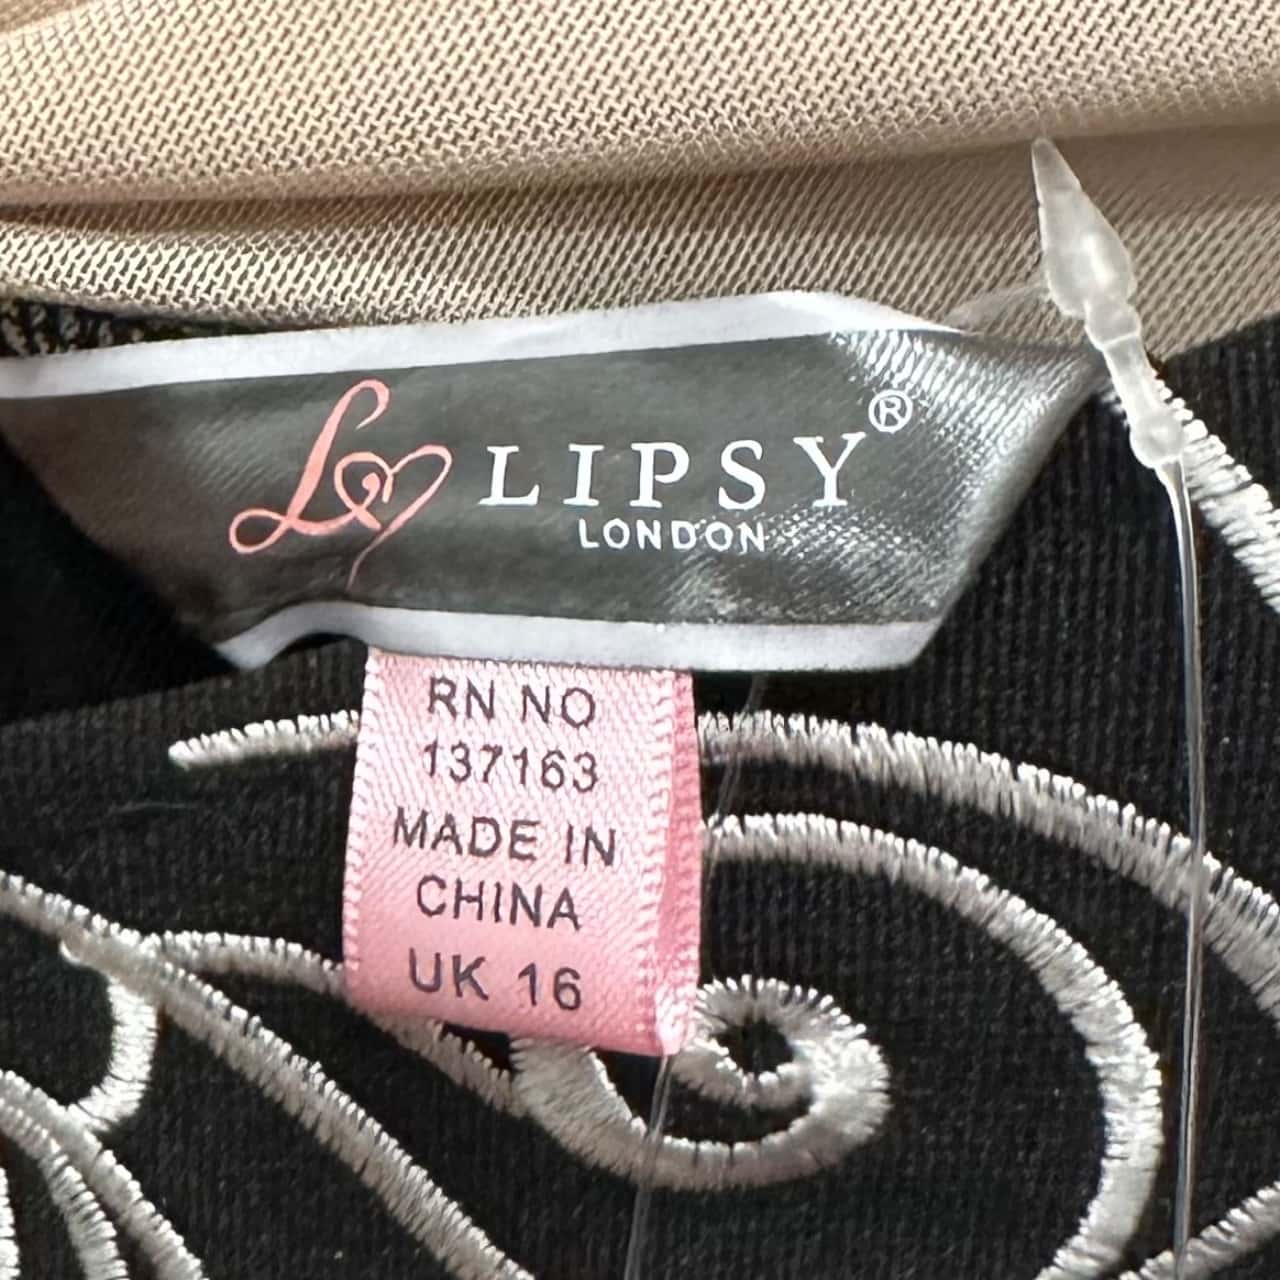 LIPSY®
LONDON
RN NO
137163
MADE IN
CHINA
UK 16